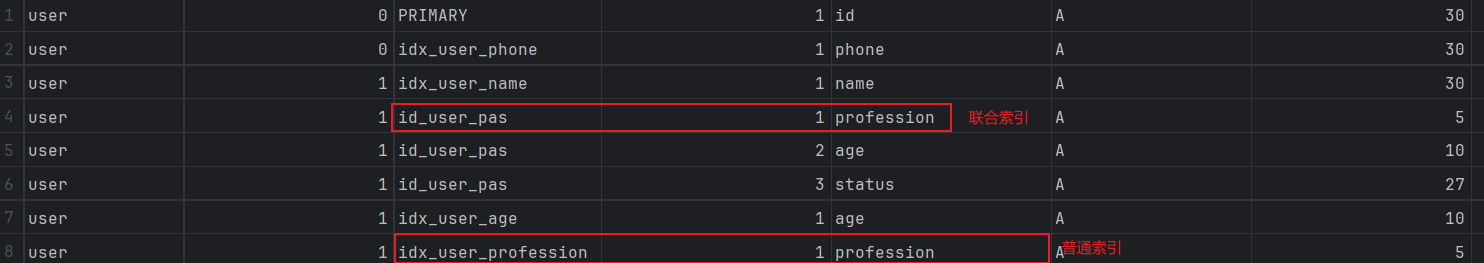 1 user 0 PRIMARY 1 id A 30
2 user 0 idx_user_phone 1 phone A 30
3 user 1 idx_user_name 1 name A 30
4 user 1 id_user_pas 1 profession 联合索引 A 5
5 user 1 id_user_pas 2 age A 10
6 user 1 id_user_pas 3 status A 27
7 user 1 idx_age 1 age A 10
8 user 1 idx_user_profession 1 profession A 普通索引 5